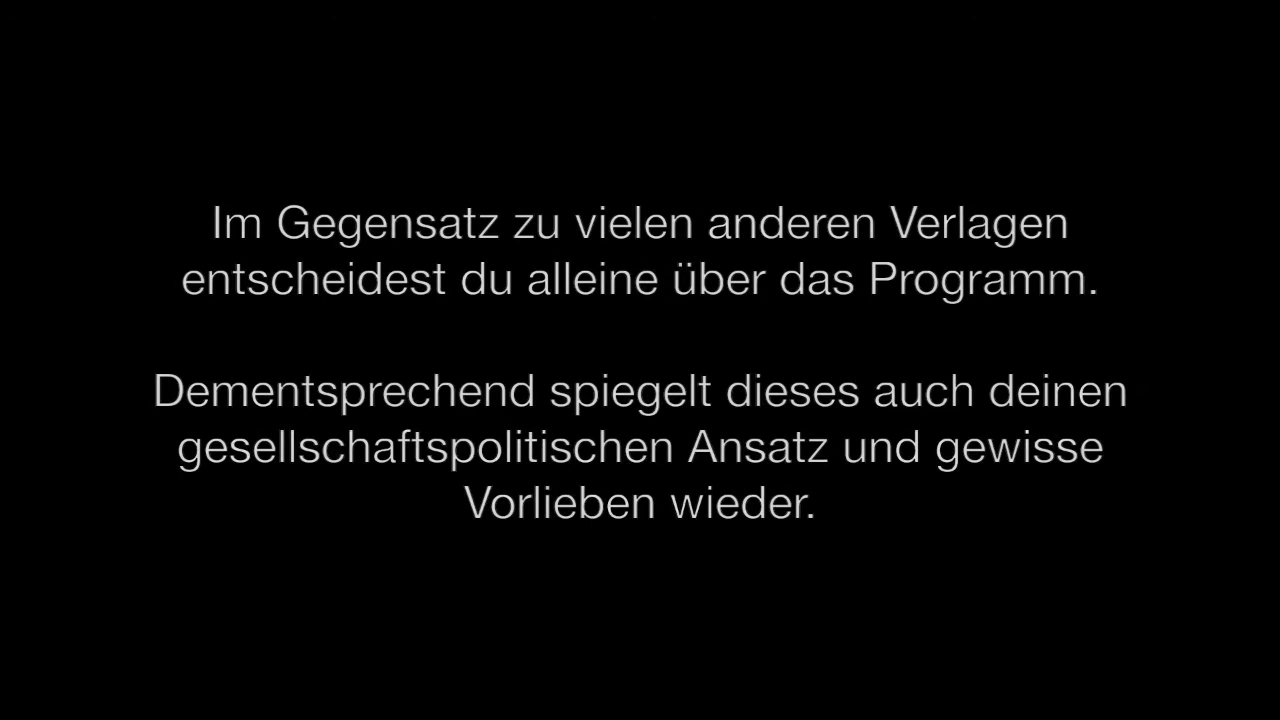 Im Gegensatz zu vielen anderen Verlagen
entscheidest du alleine über das Programm.
Dementsprechend spiegelt dieses auch deinen
gesellschaftspolitischen Ansatz und gewisse
Vorlieben wieder.